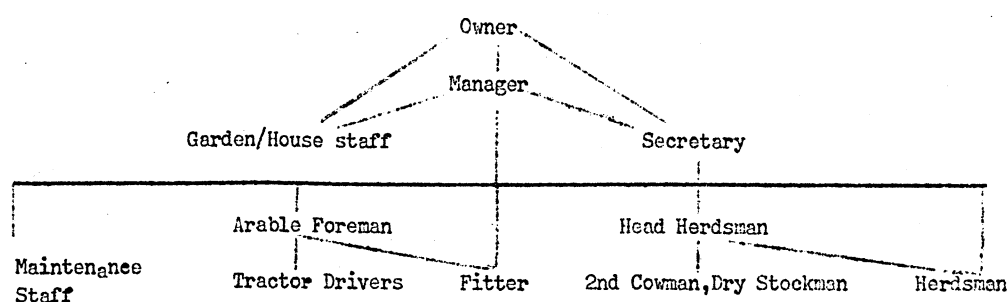 Owner
Manager
Garden/House staff
Secretary
Arable Foreman
Head Herdsman
Maintenance
Staff
Tractor Drivers
Fitter
2nd Cowman,Dry Stockman
Herdsman